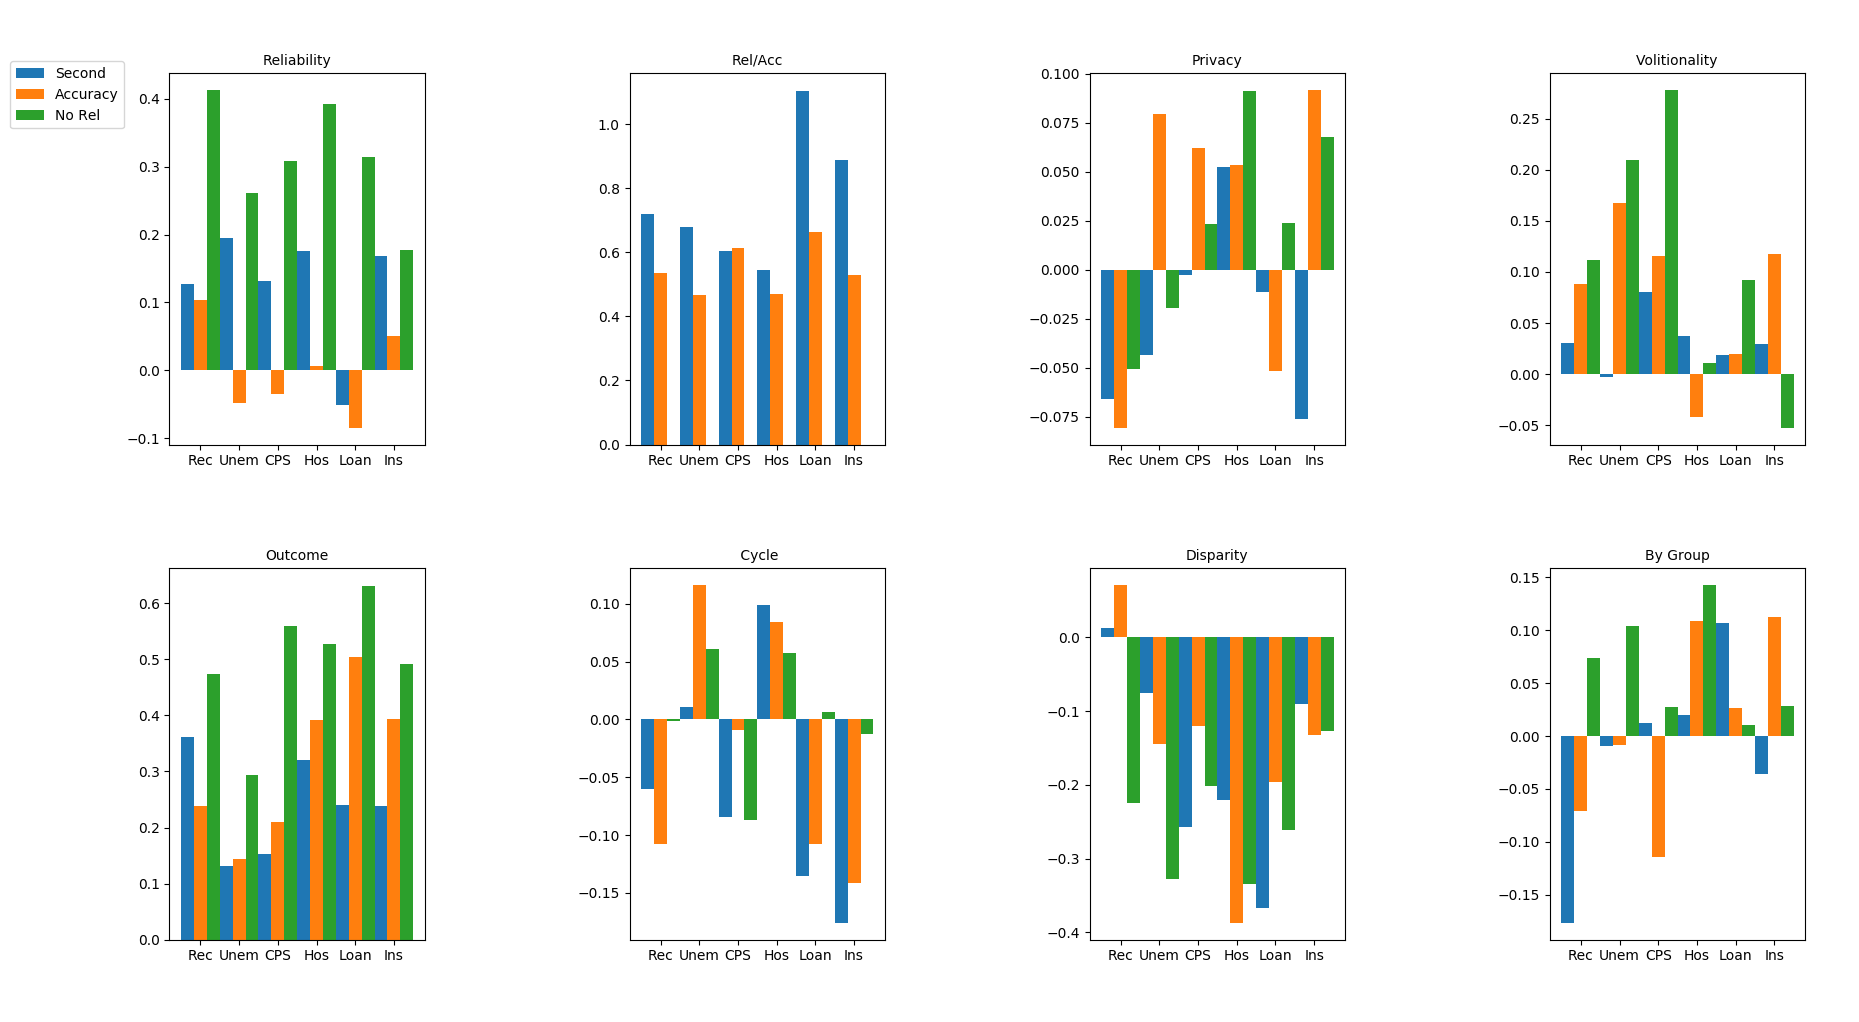 Second
Accuracy
No Rel
Reliability
0.4
0.3
0.2
0.1
0.0
−0.1
Rec Unem CPS Hos Loan Ins
Rel/Acc
1.0
0.8
0.6
0.4
0.2
0.0
Rec Unem CPS Hos Loan Ins
Privacy
0.100
0.075
0.050
0.025
0.000
−0.025
−0.050
−0.075
Rec Unem CPS Hos Loan Ins
Volitionality
0.25
0.20
0.15
0.10
0.05
0.00
−0.05
Rec Unem CPS Hos Loan Ins
Outcome
0.6
0.5
0.4
0.3
0.2
0.1
0.0
Rec Unem CPS Hos Loan Ins
Cycle
0.10
0.05
0.00
−0.05
−0.10
−0.15
Rec Unem CPS Hos Loan Ins
Disparity
0.0
−0.1
−0.2
−0.3
−0.4
Rec Unem CPS Hos Loan Ins
By Group
0.15
0.10
0.05
0.00
−0.05
−0.10
−0.15
Rec Unem CPS Hos Loan Ins